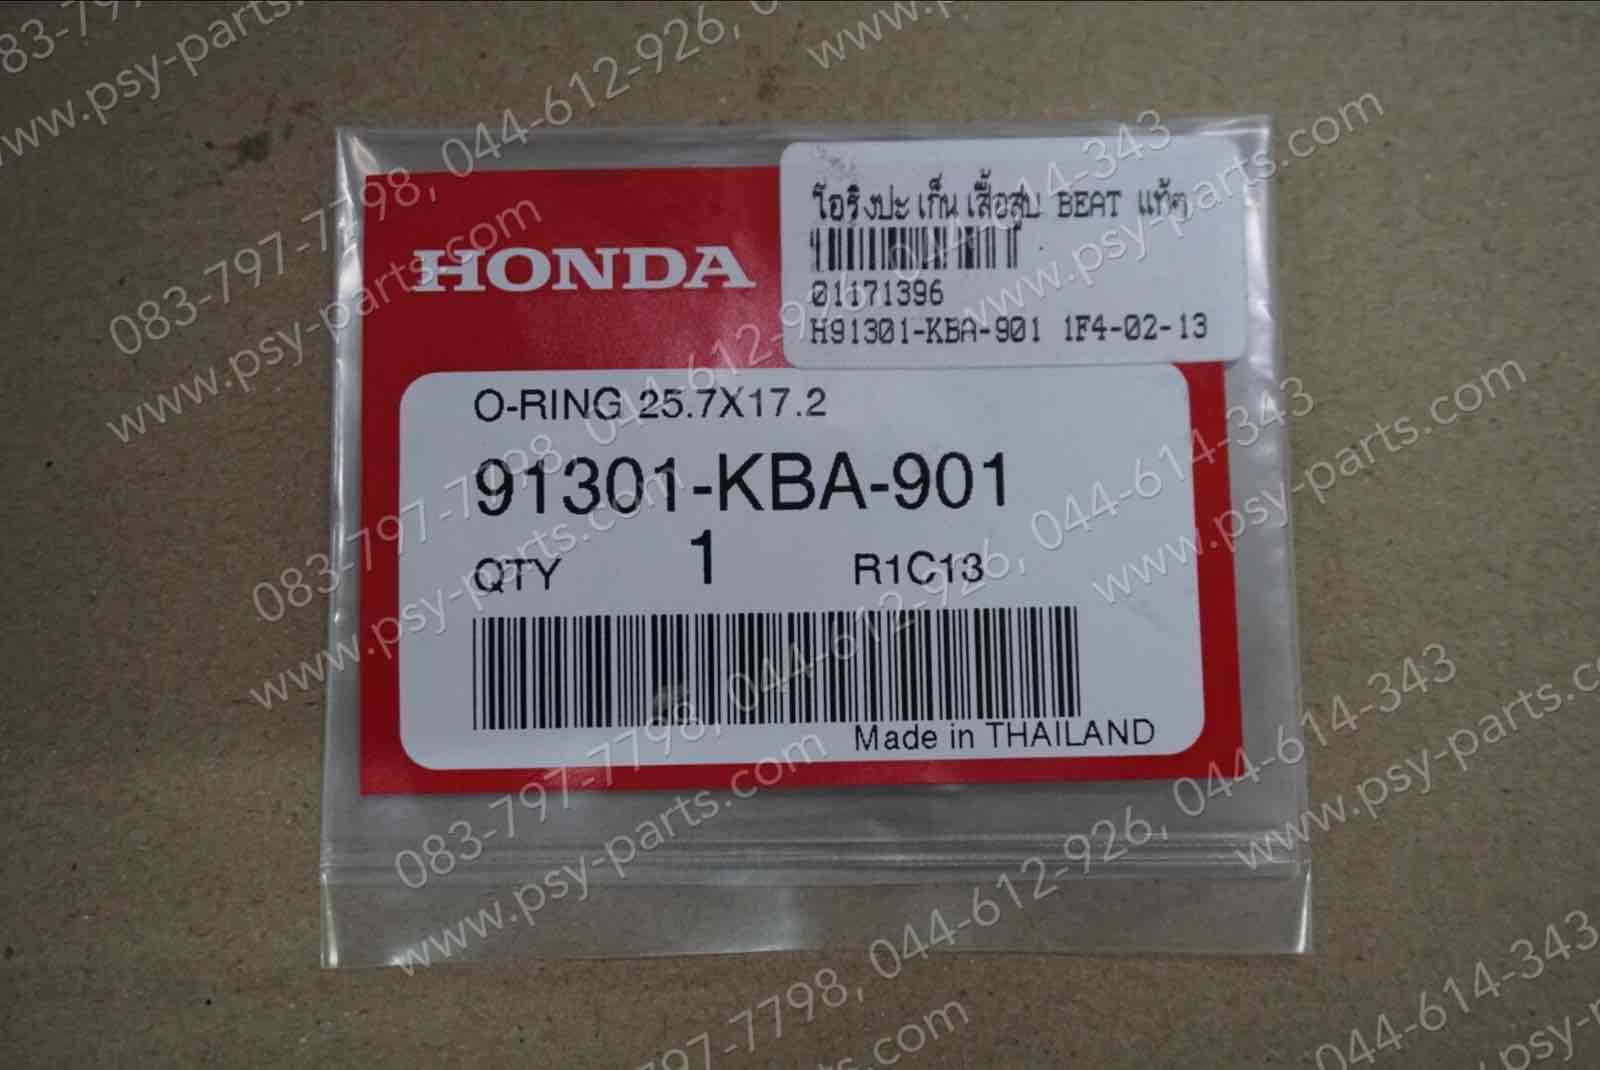 HONDA
โอริงปะเก็นเสื้อสูบ BEAT แท้ๆ
01171396
H91301-KBA-901 1F4-02-13
O-RING 25.7X17.2
91301-KBA-901
QTY 1 R1C13
Made in THAILAND
083-797-7798, 044-612-926, 044-614-343
www.psy-parts.com